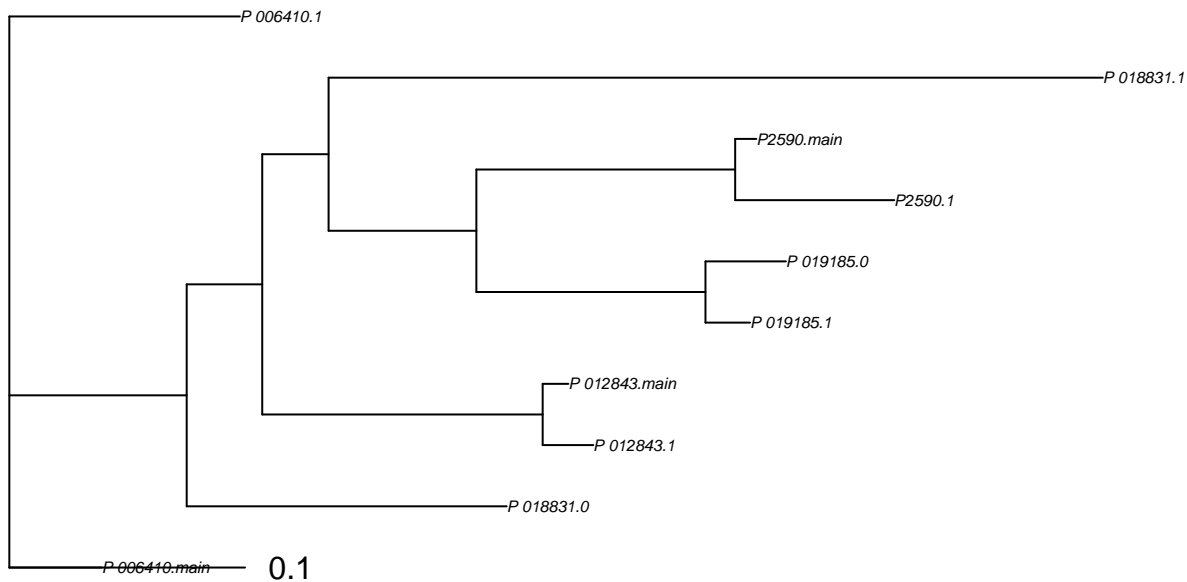 P 006410.1
P 018831.1
P2590.main
P2590.1
P 019185.0
P 019185.1
P 012843.main
P 012843.1
P 018831.0
P 006410.main 0.1